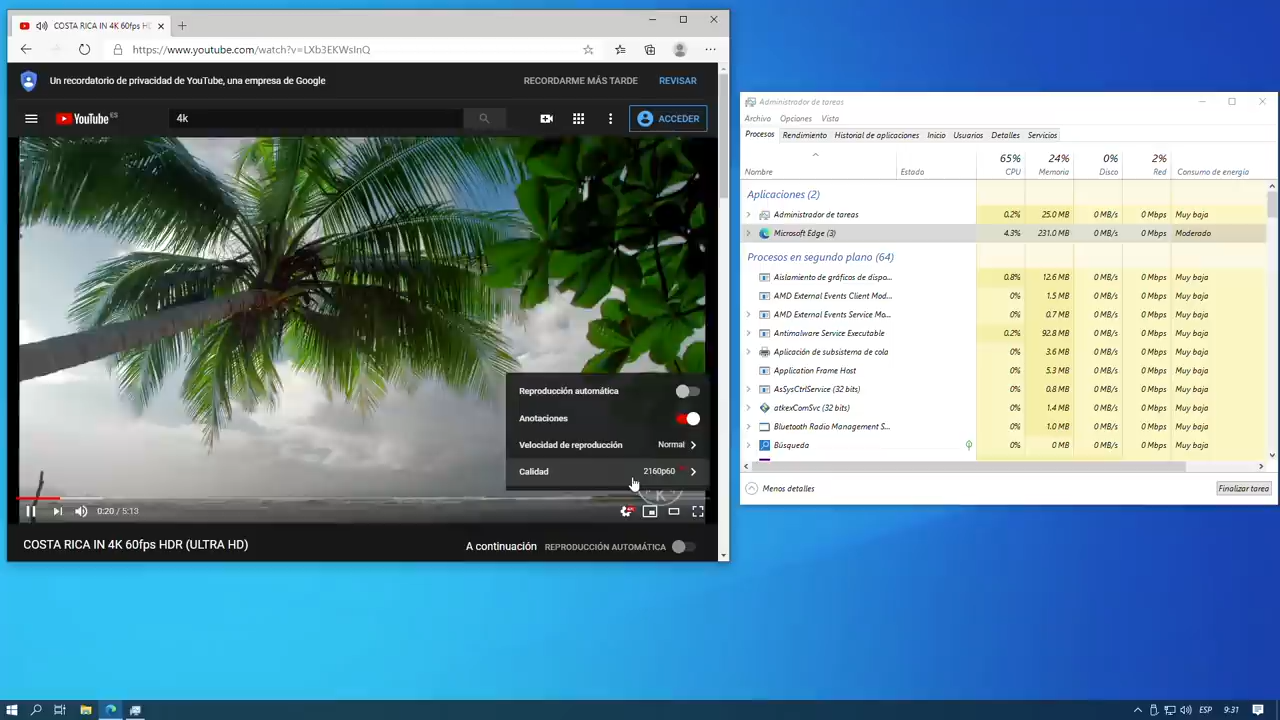 COSTA RICA IN 4K 60fps H
https://www.youtube.com/watch?v=LXb3EKWsInQ
Un recordatorio de privacidad de YouTube, una empresa de Google
RECORDARME MÁS TARDE
REVISAR
YouTube
4k
ACCEDER
Reproducción automática
Anotaciones
Velocidad de reproducción Normal
Calidad 2160p60
0:20 / 5:13
COSTA RICA IN 4K 60fps HDR (ULTRA HD)
A continuación REPRODUCCIÓN AUTOMÁTICA
Administrador de tareas
Archivo Opciones Vista
Procesos Rendimiento Historial de aplicaciones Inicio Usuarios Detalles Servicios
65% 24% 0% 2%
Nombre Estado CPU Memoria Disco Red Consumo de energía
Aplicaciones (2)
Administrador de tareas 0.2% 25.0 MB 0 MB/s 0 Mbps Muy baja
Microsoft Edge (3) 4.3% 231.0 MB 0 MB/s 0 Mbps Moderado
Procesos en segundo plano (64)
Aislamiento de gráficos de dispo... 0.8% 12.6 MB 0 MB/s 0 Mbps Muy baja
AMD External Events Client Mod... 0% 1.5 MB 0 MB/s 0 Mbps Muy baja
AMD External Events Service Mo... 0% 0.7 MB 0 MB/s 0 Mbps Muy baja
Antimalware Service Executable 0.2% 92.8 MB 0 MB/s 0 Mbps Muy baja
Aplicación de subsistema de cola 0% 3.6 MB 0 MB/s 0 Mbps Muy baja
Application Frame Host 0% 5.3 MB 0 MB/s 0 Mbps Muy baja
AsSysCtrlService (32 bits) 0% 0.8 MB 0 MB/s 0 Mbps Muy baja
atkexComSvc (32 bits) 0% 1.4 MB 0 MB/s 0 Mbps Muy baja
Bluetooth Radio Management S... 0% 1.0 MB 0 MB/s 0 Mbps Muy baja
Búsqueda 0% 0 MB 0 MB/s 0 Mbps Muy baja
Menos detalles
Finalizar tarea
ESP 9:31